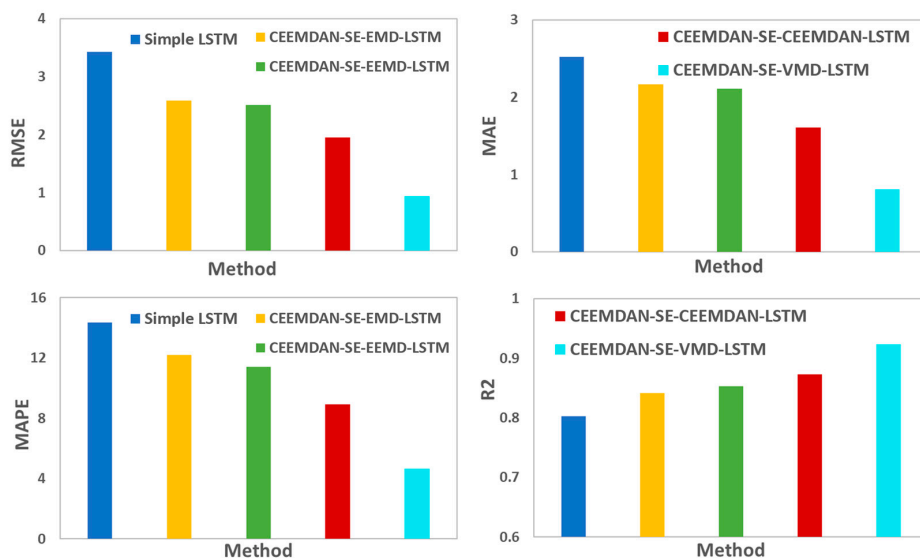 4
3
2
1
0
RMSE
Simple LSTM
CEEMDAN-SE-EMD-LSTM
CEEMDAN-SE-EEMD-LSTM
Method
3
2
1
0
MAE
CEEMDAN-SE-CEEMDAN-LSTM
CEEMDAN-SE-VMD-LSTM
Method
16
12
8
4
0
MAPE
Simple LSTM
CEEMDAN-SE-EMD-LSTM
CEEMDAN-SE-EEMD-LSTM
Method
1
0.9
0.8
0.7
0.6
R2
CEEMDAN-SE-CEEMDAN-LSTM
CEEMDAN-SE-VMD-LSTM
Method